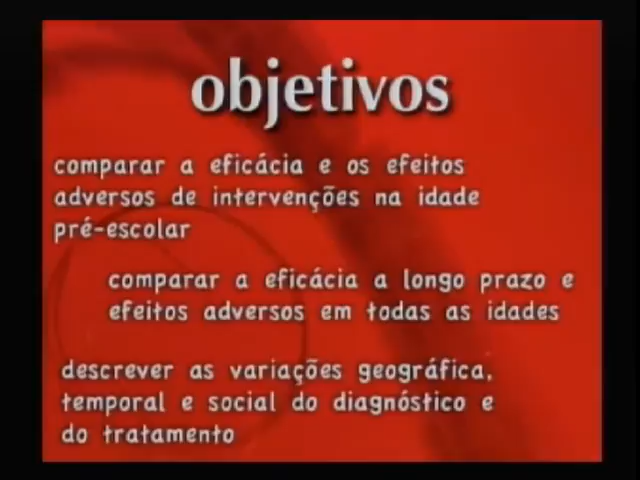 objetivos
comparar a eficácia e os efeitos
adversos de intervenções na idade
pré-escolar
comparar a eficácia a longo prazo e
efeitos adversos em todas as idades
descrever as variações geográfica,
temporal e social do diagnóstico e
do tratamento